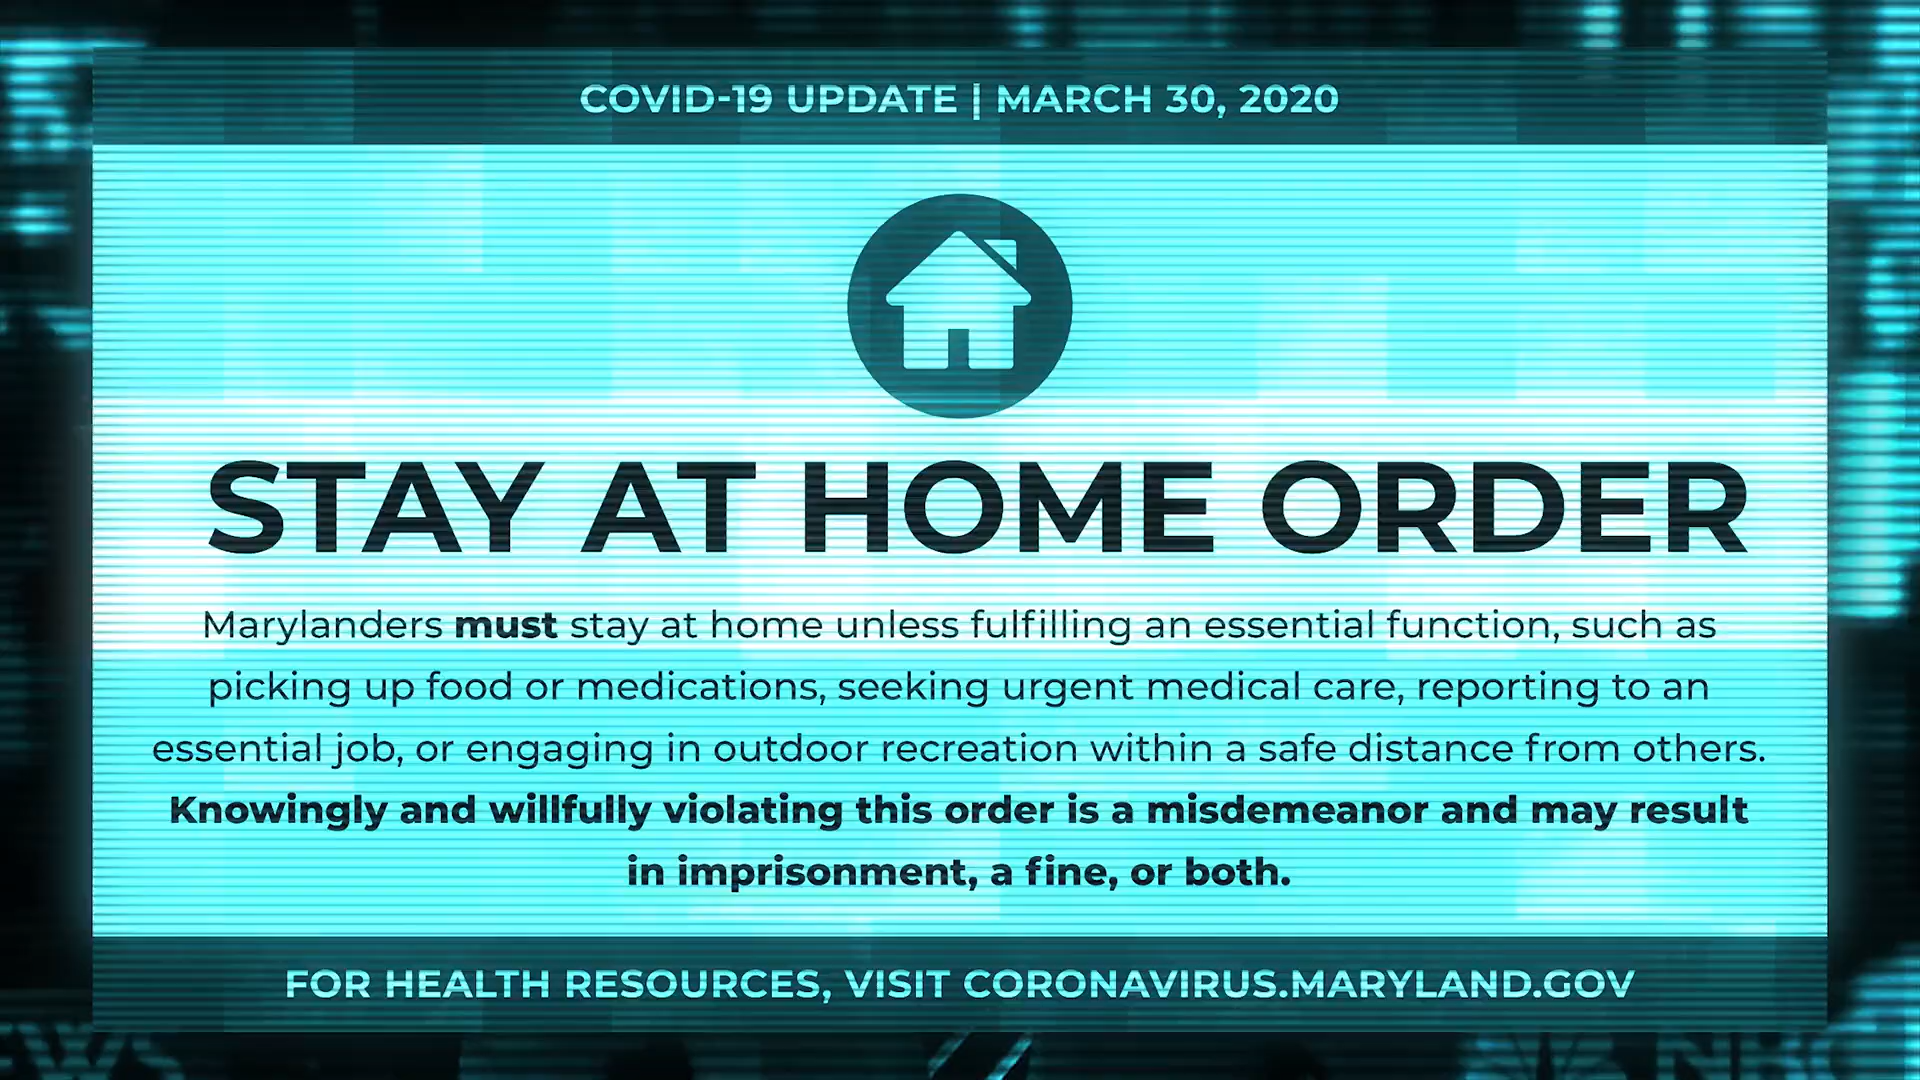 COVID-19 UPDATE | MARCH 30, 2020
STAY AT HOME ORDER
Marylanders must stay at home unless fulfilling an essential function, such as
picking up food or medications, seeking urgent medical care, reporting to an
essential job, or engaging in outdoor recreation within a safe distance from others.
Knowingly and willfully violating this order is a misdemeanor and may result
in imprisonment, a fine, or both.
FOR HEALTH RESOURCES, VISIT CORONAVIRUS.MARYLAND.GOV